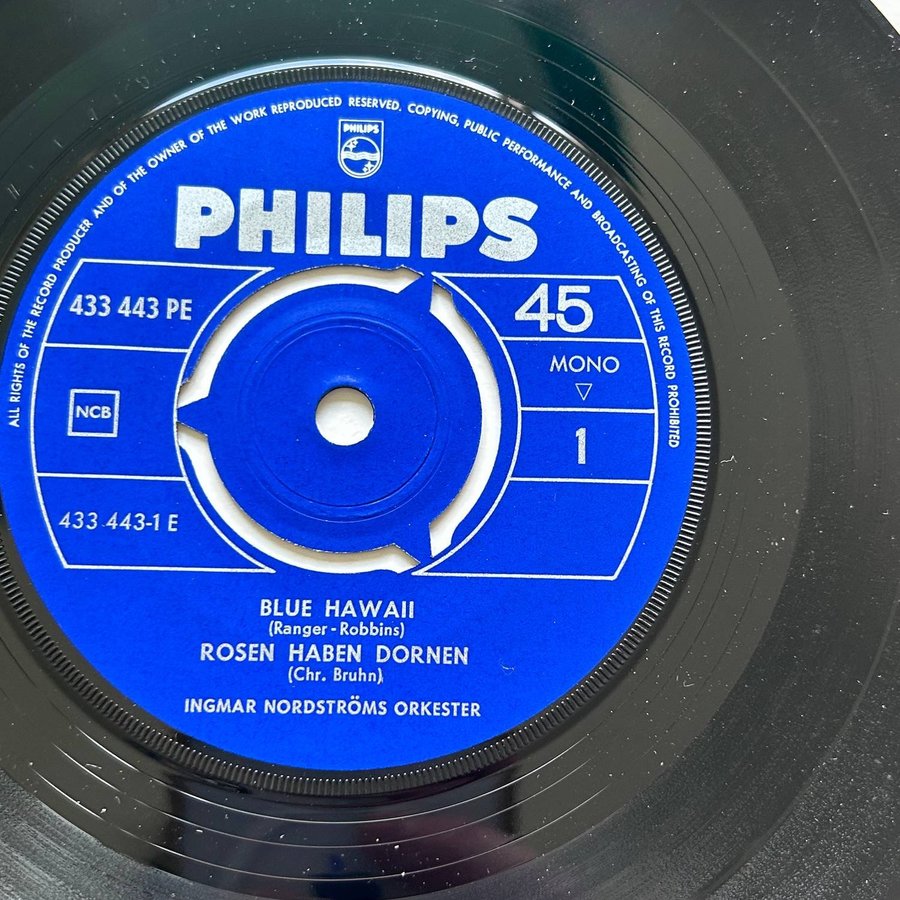 ALL RIGHTS OF THE RECORD PRODUCER AND OF THE OWNER OF THE WORK REPRODUCED RESERVED. COPYING, PUBLIC PERFORMANCE AND BROADCASTING OF THIS RECORD PROHIBITED
PHILIPS
PHILIPS
433 443 PE
45
MONO
NCB
1
433 443-1 E
BLUE HAWAII
(Ranger - Robbins)
ROSEN HABEN DORNEN
(Chr. Bruhn)
INGMAR NORDSTRÖMS ORKESTER